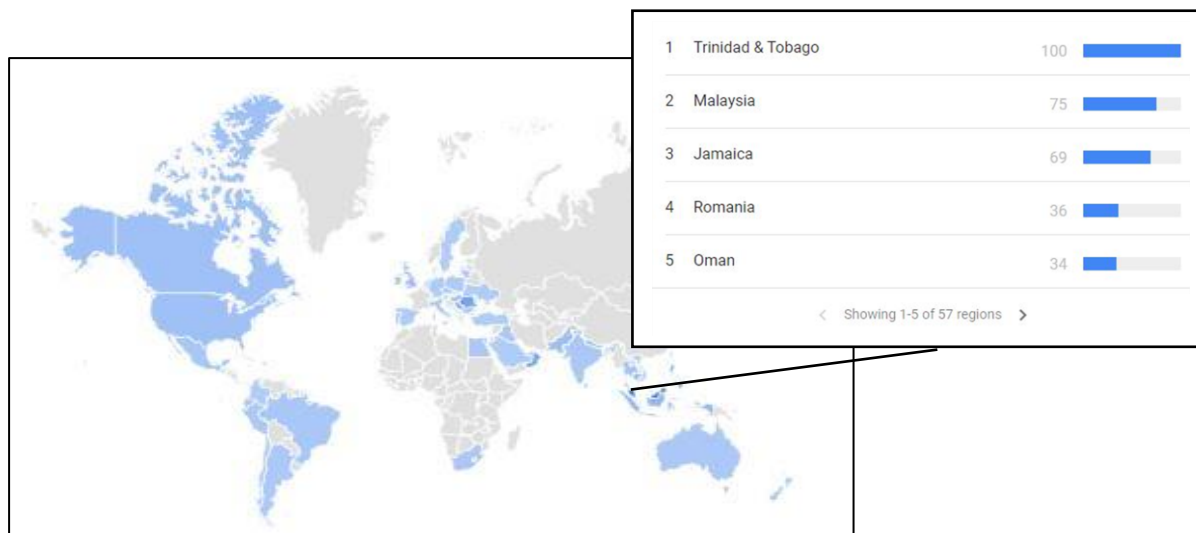 1 Trinidad & Tobago 100
2 Malaysia 75
3 Jamaica 69
4 Romania 36
5 Oman 34
Showing 1-5 of 57 regions